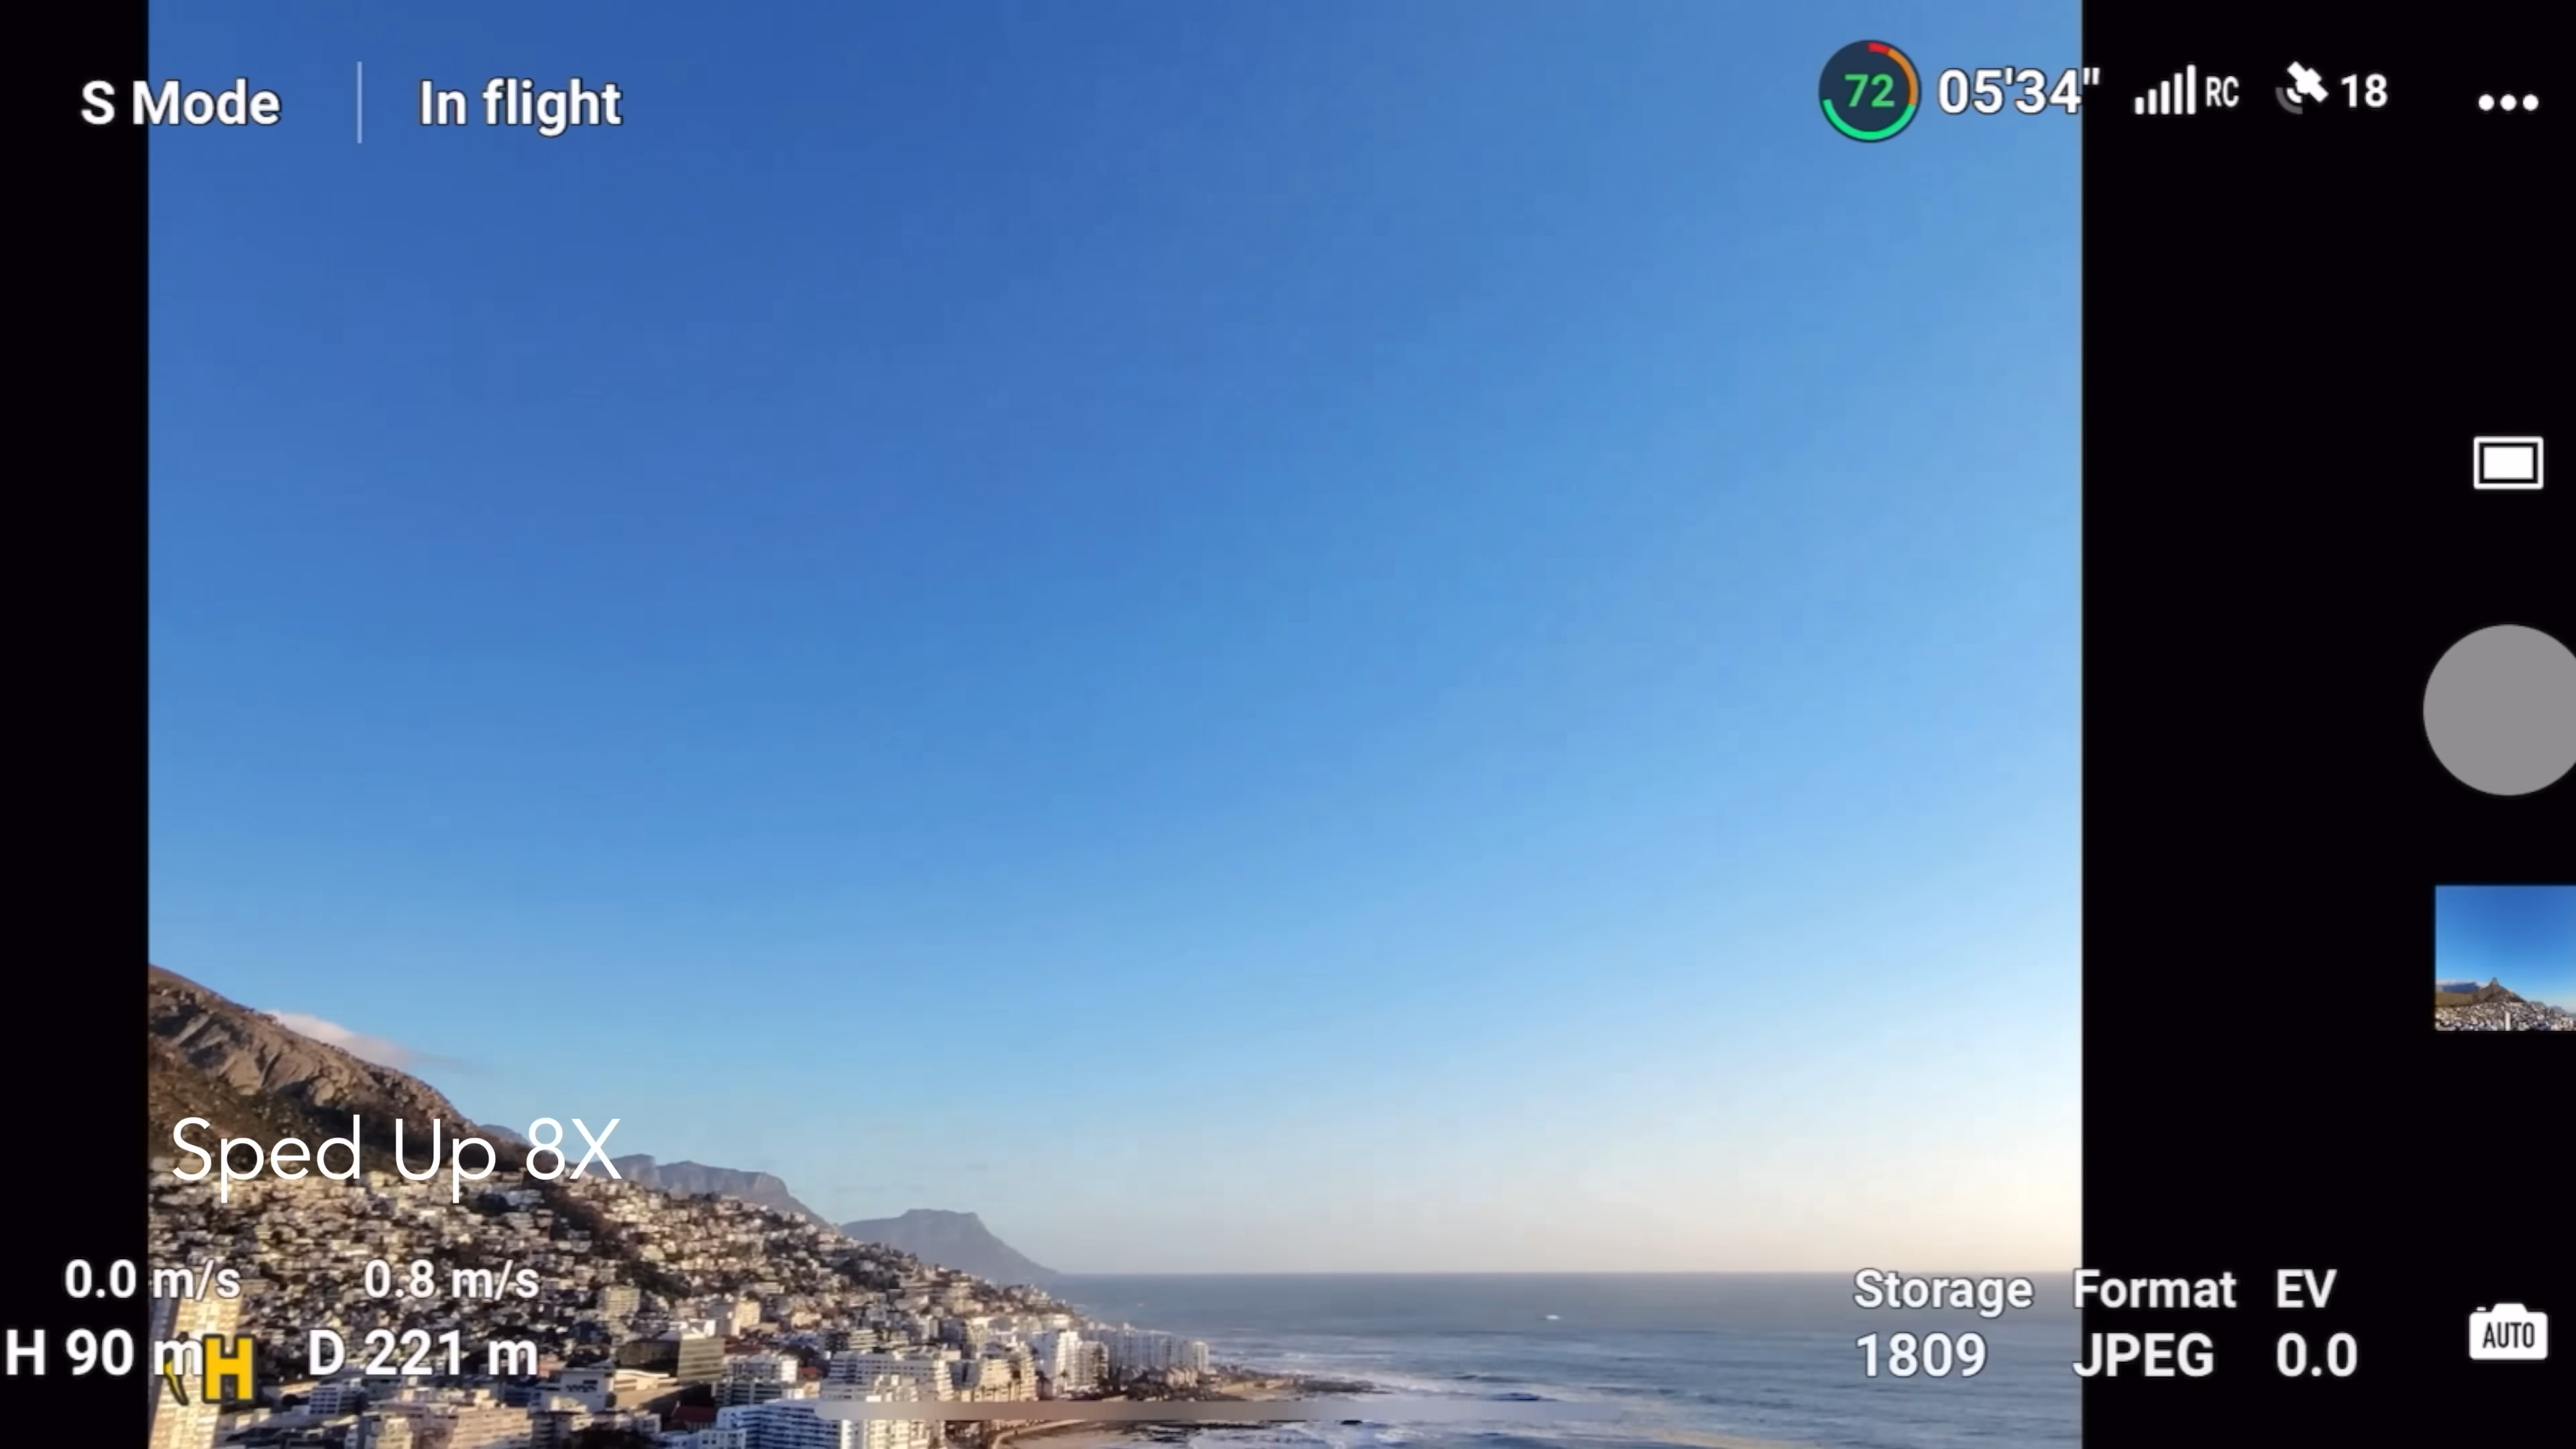 S Mode | In flight
72 05'34" RC 18
Sped Up 8X
0.0 m/s 0.8 m/s
H 90 m H D 221 m
Storage Format EV
1809 JPEG 0.0
AUTO